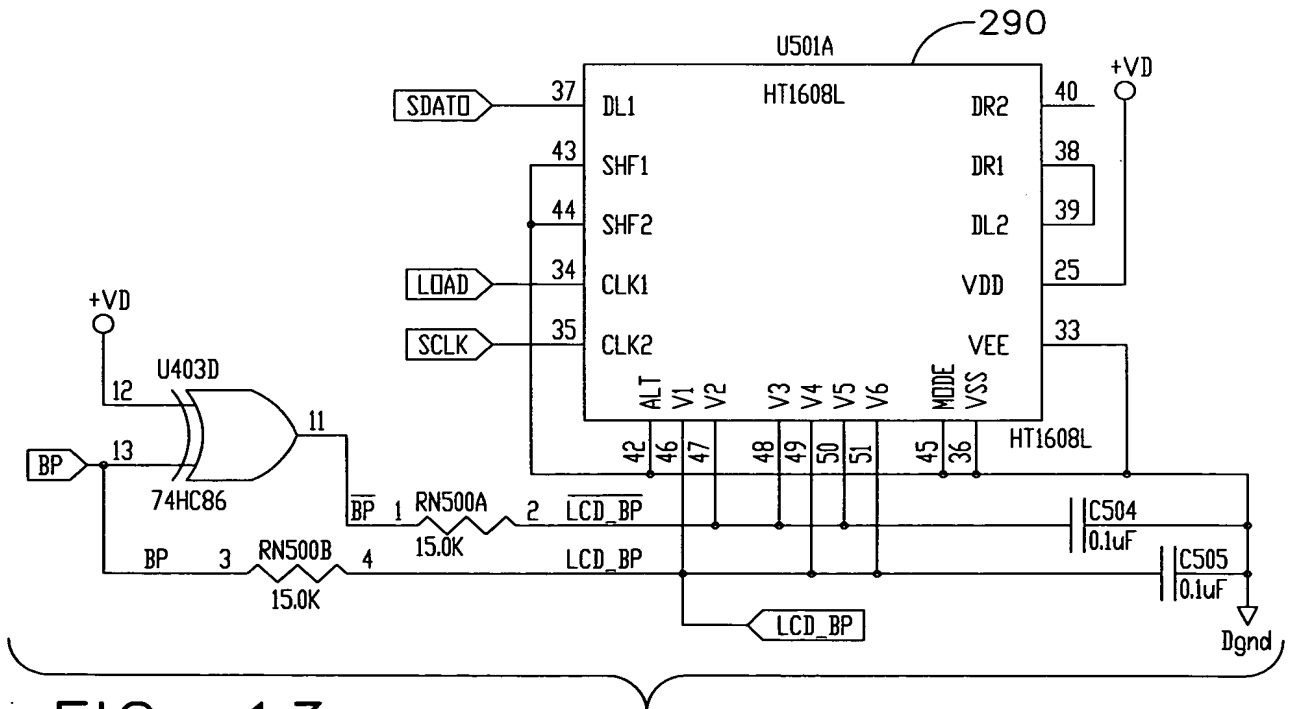 290
U501A
HT1608L
+VD
SDATO 37 DL1 DR2 40
43 SHF1 DR1 38
44 SHF2 DL2 39
LOAD 34 CLK1 VDD 25
SCLK 35 CLK2 VEE 33
ALT V1 V2 V3 V4 V5 V6 MODE VSS
42 46 47 48 49 50 51 45 36
HT1608L
+VD
U403D
12
11
BP 13
74HC86
BP 1 RN500A 2 LCD_BP C504
15.0K 0.1uF
BP 3 RN500B 4 LCD_BP C505
15.0K 0.1uF
LCD_BP
Dgnd